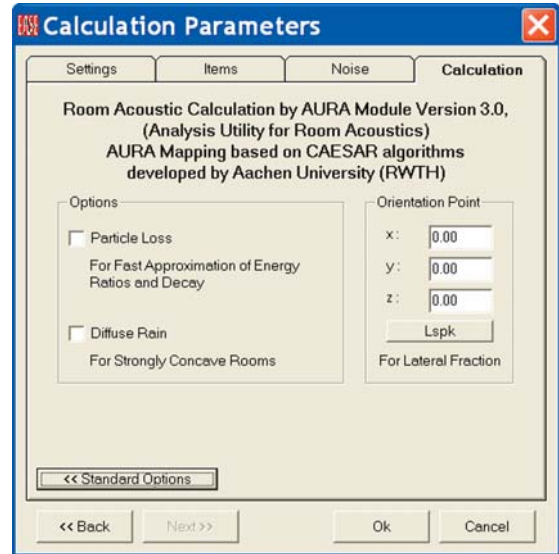 EASE Calculation Parameters
Settings Items Noise Calculation
Room Acoustic Calculation by AURA Module Version 3.0,
(Analysis Utility for Room Acoustics)
AURA Mapping based on CAESAR algorithms
developed by Aachen University (RWTH)
Options
Particle Loss
For Fast Approximation of Energy
Ratios and Decay
Diffuse Rain
For Strongly Concave Rooms
Orientation Point
x: 0.00
y: 0.00
z: 0.00
Lspk
For Lateral Fraction
<< Standard Options
<< Back Next >> Ok Cancel